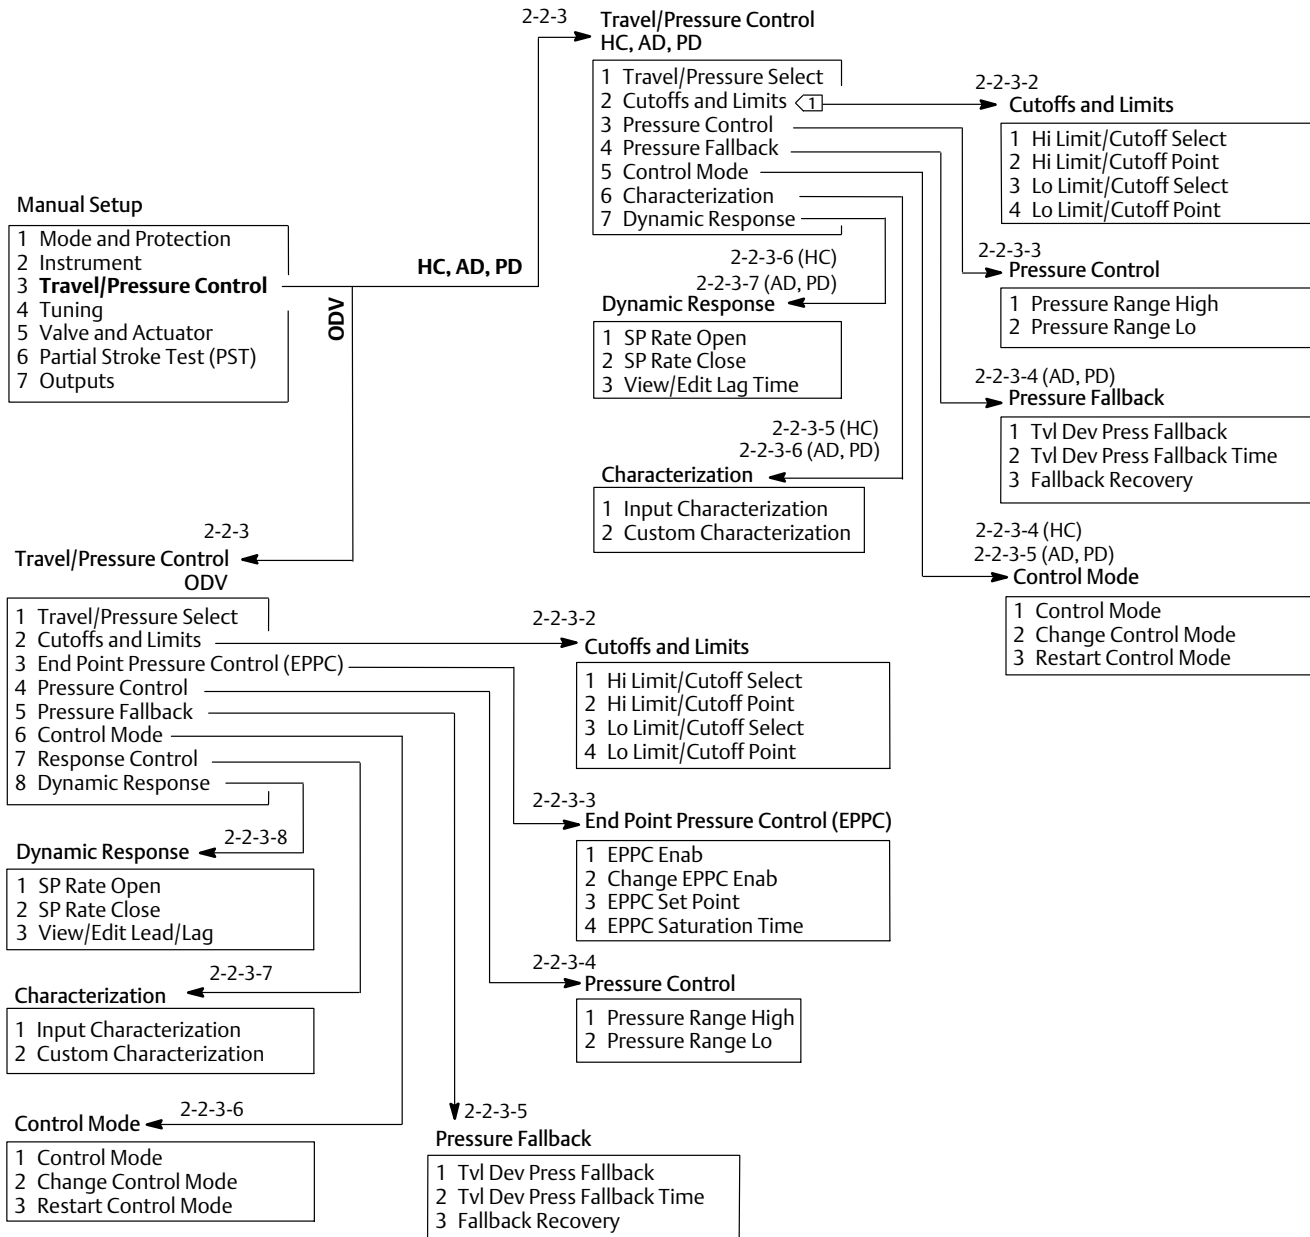 2-2-3
Travel/Pressure Control
HC, AD, PD
1 Travel/Pressure Select
2 Cutoffs and Limits 1
3 Pressure Control
4 Pressure Fallback
5 Control Mode
6 Characterization
7 Dynamic Response
2-2-3-2
Cutoffs and Limits
1 Hi Limit/Cutoff Select
2 Hi Limit/Cutoff Point
3 Lo Limit/Cutoff Select
4 Lo Limit/Cutoff Point
Manual Setup
1 Mode and Protection
2 Instrument
3 Travel/Pressure Control
4 Tuning
5 Valve and Actuator
6 Partial Stroke Test (PST)
7 Outputs
HC, AD, PD
ODV
2-2-3-6 (HC)
2-2-3-7 (AD, PD)
Dynamic Response
1 SP Rate Open
2 SP Rate Close
3 View/Edit Lag Time
2-2-3-3
Pressure Control
1 Pressure Range High
2 Pressure Range Lo
2-2-3-4 (AD, PD)
Pressure Fallback
1 Tvl Dev Press Fallback
2 Tvl Dev Press Fallback Time
3 Fallback Recovery
2-2-3-5 (HC)
2-2-3-6 (AD, PD)
Characterization
1 Input Characterization
2 Custom Characterization
2-2-3-4 (HC)
2-2-3-5 (AD, PD)
Control Mode
1 Control Mode
2 Change Control Mode
3 Restart Control Mode
2-2-3
Travel/Pressure Control
ODV
1 Travel/Pressure Select
2 Cutoffs and Limits
3 End Point Pressure Control (EPPC)
4 Pressure Control
5 Pressure Fallback
6 Control Mode
7 Response Control
8 Dynamic Response
2-2-3-2
Cutoffs and Limits
1 Hi Limit/Cutoff Select
2 Hi Limit/Cutoff Point
3 Lo Limit/Cutoff Select
4 Lo Limit/Cutoff Point
2-2-3-3
End Point Pressure Control (EPPC)
1 EPPC Enab
2 Change EPPC Enab
3 EPPC Set Point
4 EPPC Saturation Time
2-2-3-8
Dynamic Response
1 SP Rate Open
2 SP Rate Close
3 View/Edit Lead/Lag
2-2-3-4
Pressure Control
1 Pressure Range High
2 Pressure Range Lo
2-2-3-7
Characterization
1 Input Characterization
2 Custom Characterization
2-2-3-6
Control Mode
1 Control Mode
2 Change Control Mode
3 Restart Control Mode
2-2-3-5
Pressure Fallback
1 Tvl Dev Press Fallback
2 Tvl Dev Press Fallback Time
3 Fallback Recovery